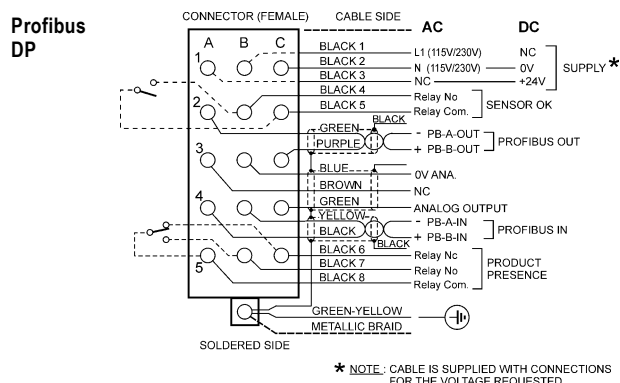 Profibus
DP
CONNECTOR (FEMALE) CABLE SIDE AC DC
A B C
1
2
3
4
5
BLACK 1 L1 (115V/230V) NC
BLACK 2 N (115V/230V) 0V
BLACK 3 NC +24V
SUPPLY *
BLACK 4 Relay No
BLACK 5 Relay Com.
SENSOR OK
BLACK
GREEN - PB-A-OUT
PURPLE + PB-B-OUT
PROFIBUS OUT
BLUE 0V ANA.
BROWN NC
GREEN ANALOG OUTPUT
YELLOW - PB-A-IN
BLACK + PB-B-IN
PROFIBUS IN
BLACK
BLACK 6 Relay Nc
BLACK 7 Relay No
BLACK 8 Relay Com.
PRODUCT
PRESENCE
GREEN-YELLOW
METALLIC BRAID
SOLDERED SIDE
* NOTE : CABLE IS SUPPLIED WITH CONNECTIONS
FOR THE VOLTAGE REQUESTED